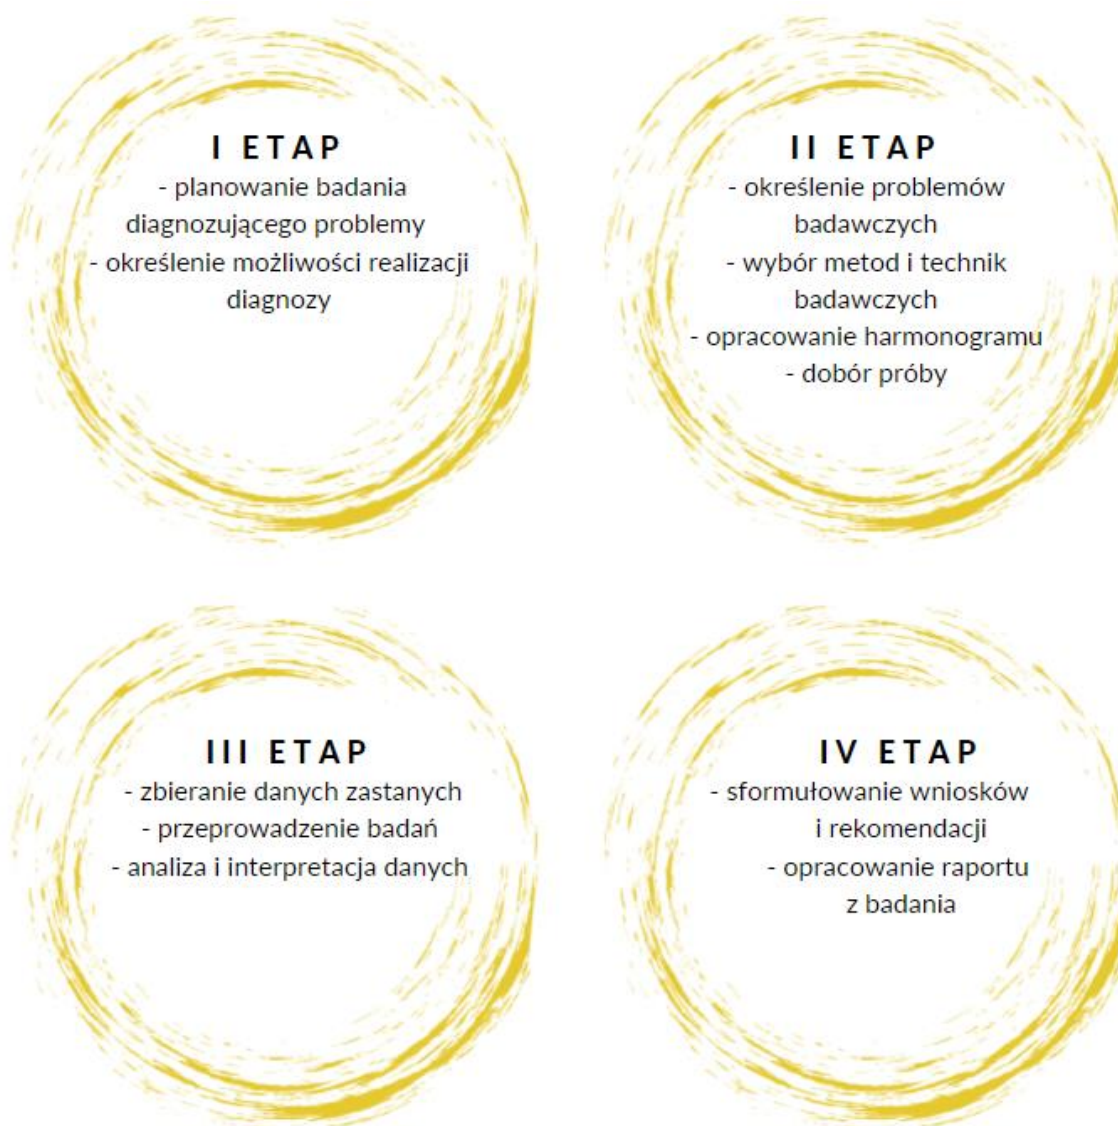 I ETAP
- planowanie badania
diagnozującego problemy
- określenie możliwości realizacji
diagnozy
II ETAP
- określenie problemów
badawczych
- wybór metod i technik
badawczych
- opracowanie harmonogramu
- dobór próby
III ETAP
- zbieranie danych zastanych
- przeprowadzenie badań
- analiza i interpretacja danych
IV ETAP
- sformułowanie wniosków
i rekomendacji
- opracowanie raportu
z badania